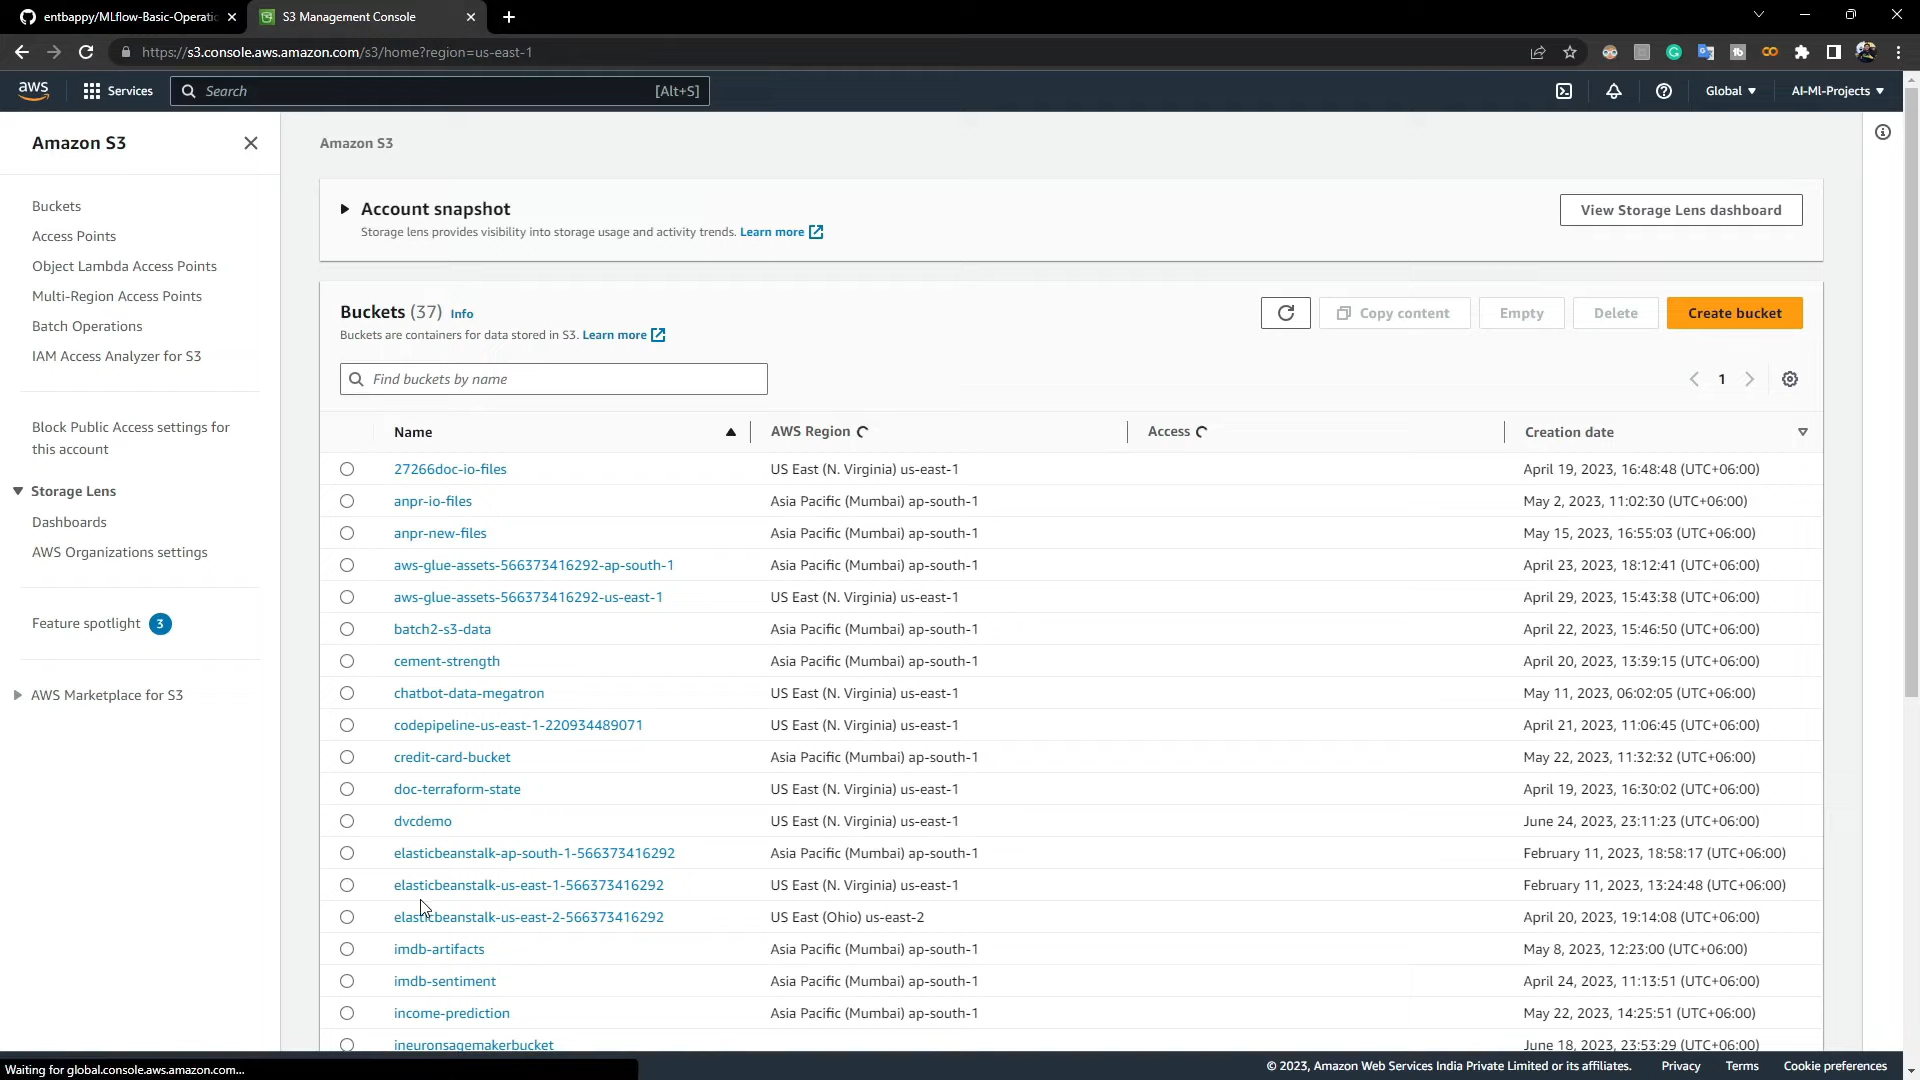 entbappy/MLflow-Basic-Operatio
S3 Management Console
https://s3.console.aws.amazon.com/s3/home?region=us-east-1
aws
Services
Search
[Alt+S]
Global
AI-Ml-Projects
Amazon S3
Buckets
Access Points
Object Lambda Access Points
Multi-Region Access Points
Batch Operations
IAM Access Analyzer for S3
Block Public Access settings for
this account
Storage Lens
Dashboards
AWS Organizations settings
Feature spotlight 3
AWS Marketplace for S3
Amazon S3
Account snapshot
Storage lens provides visibility into storage usage and activity trends. Learn more
View Storage Lens dashboard
Buckets (37) Info
Buckets are containers for data stored in S3. Learn more
Copy content
Empty
Delete
Create bucket
Find buckets by name
1
Name AWS Region Access Creation date
27266doc-io-files US East (N. Virginia) us-east-1 April 19, 2023, 16:48:48 (UTC+06:00)
anpr-io-files Asia Pacific (Mumbai) ap-south-1 May 2, 2023, 11:02:30 (UTC+06:00)
anpr-new-files Asia Pacific (Mumbai) ap-south-1 May 15, 2023, 16:55:03 (UTC+06:00)
aws-glue-assets-566373416292-ap-south-1 Asia Pacific (Mumbai) ap-south-1 April 23, 2023, 18:12:41 (UTC+06:00)
aws-glue-assets-566373416292-us-east-1 US East (N. Virginia) us-east-1 April 29, 2023, 15:43:38 (UTC+06:00)
batch2-s3-data Asia Pacific (Mumbai) ap-south-1 April 22, 2023, 15:46:50 (UTC+06:00)
cement-strength Asia Pacific (Mumbai) ap-south-1 April 20, 2023, 13:39:15 (UTC+06:00)
chatbot-data-megatron US East (N. Virginia) us-east-1 May 11, 2023, 06:02:05 (UTC+06:00)
codepipeline-us-east-1-220934489071 US East (N. Virginia) us-east-1 April 21, 2023, 11:06:45 (UTC+06:00)
credit-card-bucket Asia Pacific (Mumbai) ap-south-1 May 22, 2023, 11:32:32 (UTC+06:00)
doc-terraform-state US East (N. Virginia) us-east-1 April 19, 2023, 16:30:02 (UTC+06:00)
dvcdemo US East (N. Virginia) us-east-1 June 24, 2023, 23:11:23 (UTC+06:00)
elasticbeanstalk-ap-south-1-566373416292 Asia Pacific (Mumbai) ap-south-1 February 11, 2023, 18:58:17 (UTC+06:00)
elasticbeanstalk-us-east-1-566373416292 US East (N. Virginia) us-east-1 February 11, 2023, 13:24:48 (UTC+06:00)
elasticbeanstalk-us-east-2-566373416292 US East (Ohio) us-east-2 April 20, 2023, 19:14:08 (UTC+06:00)
imdb-artifacts Asia Pacific (Mumbai) ap-south-1 May 8, 2023, 12:23:00 (UTC+06:00)
imdb-sentiment Asia Pacific (Mumbai) ap-south-1 April 24, 2023, 11:13:51 (UTC+06:00)
income-prediction Asia Pacific (Mumbai) ap-south-1 May 22, 2023, 14:25:51 (UTC+06:00)
ineuronsagemakerbucket June 18, 2023, 23:53:29 (UTC+06:00)
Waiting for global.console.aws.amazon.com...
© 2023, Amazon Web Services India Private Limited or its affiliates. Privacy Terms Cookie preferences